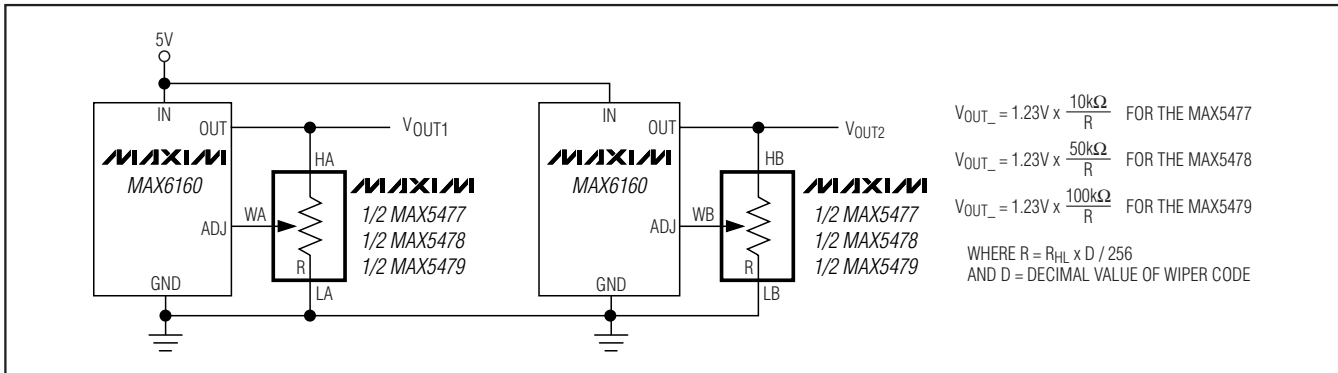 5V
IN
OUT
VOUT1
MAXIM
MAX6160
HA
MAXIM
WA
ADJ
1/2 MAX5477
1/2 MAX5478
1/2 MAX5479
R
GND
LA
IN
OUT
VOUT2
MAXIM
MAX6160
HB
MAXIM
WB
ADJ
1/2 MAX5477
1/2 MAX5478
1/2 MAX5479
R
GND
LB
VOUT_ = 1.23V x 10kΩ / R FOR THE MAX5477
VOUT_ = 1.23V x 50kΩ / R FOR THE MAX5478
VOUT_ = 1.23V x 100kΩ / R FOR THE MAX5479
WHERE R = RHL x D / 256
AND D = DECIMAL VALUE OF WIPER CODE